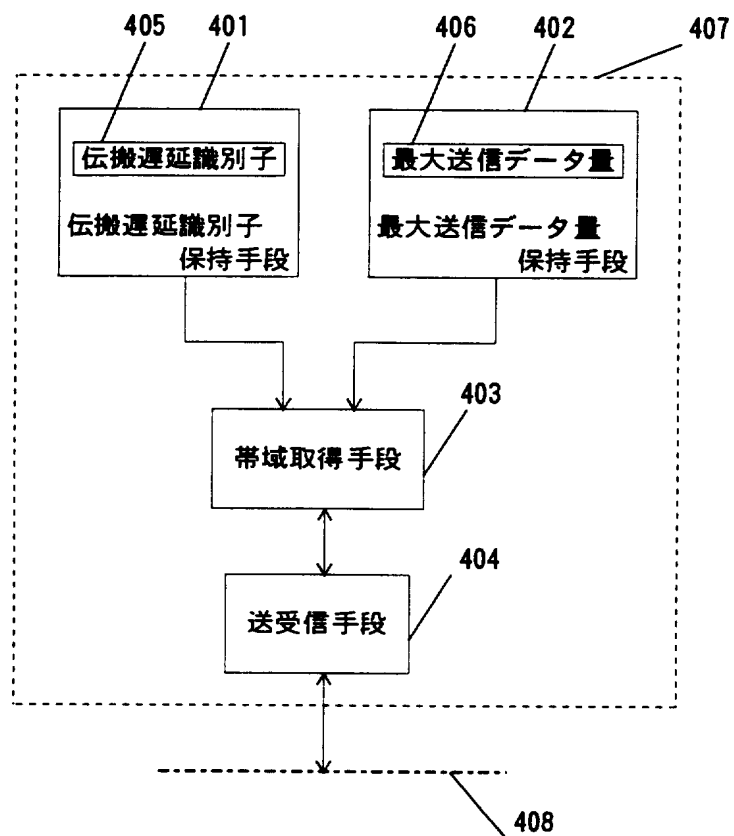 405 401 406 402 407
伝搬遅延識別子 最大送信データ量
伝搬遅延識別子 最大送信データ量
保持手段 保持手段
403
帯域取得手段
404
送受信手段
408